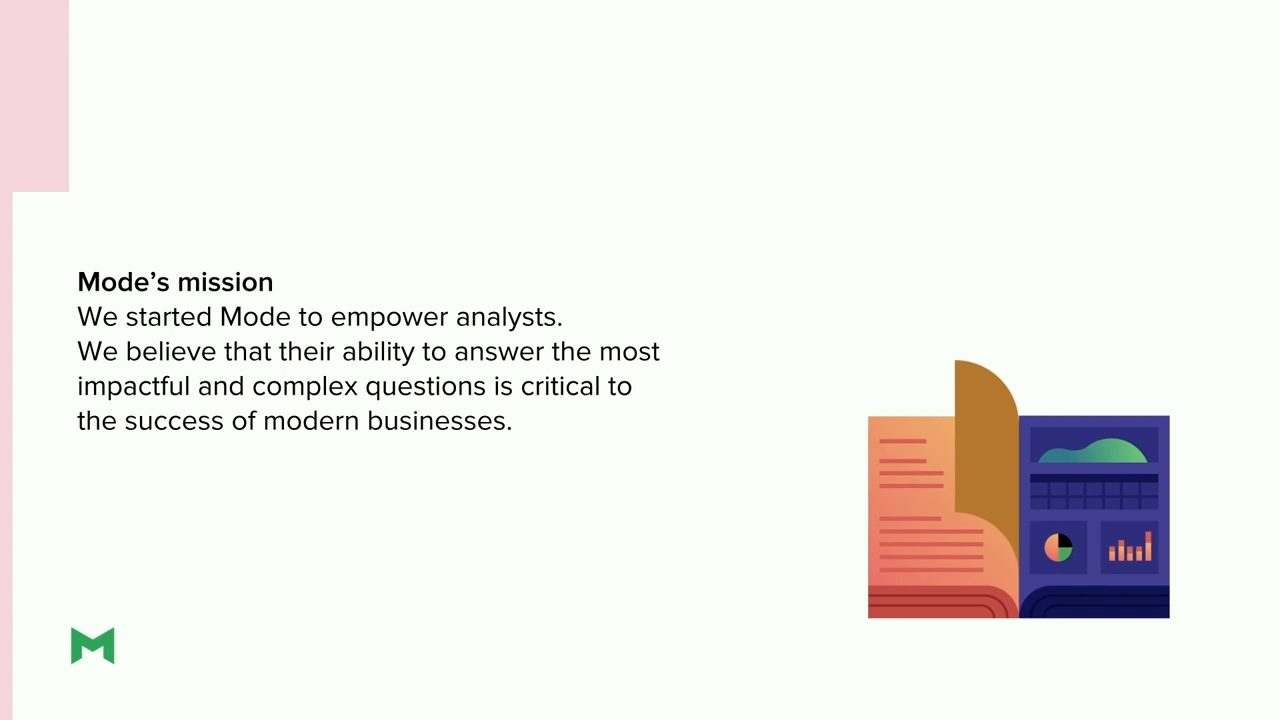 Mode’s mission
We started Mode to empower analysts.
We believe that their ability to answer the most
impactful and complex questions is critical to
the success of modern businesses.